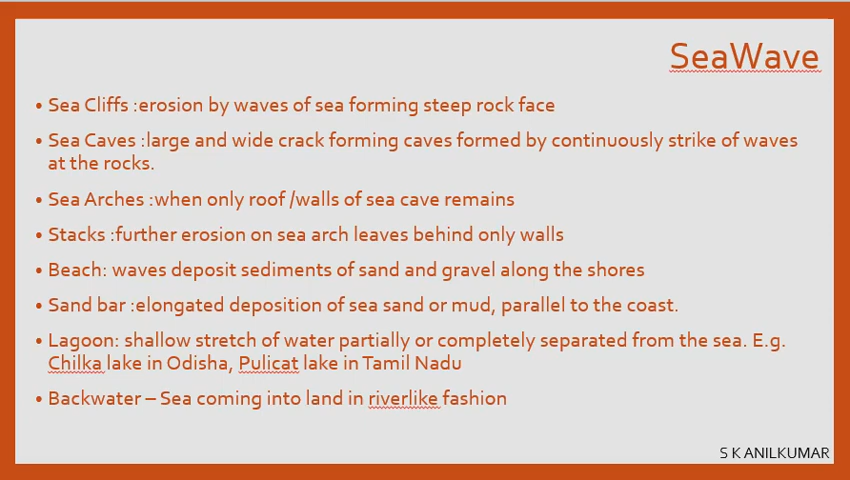 SeaWave
• Sea Cliffs :erosion by waves of sea forming steep rock face
• Sea Caves :large and wide crack forming caves formed by continuously strike of waves
at the rocks.
• Sea Arches :when only roof /walls of sea cave remains
• Stacks :further erosion on sea arch leaves behind only walls
• Beach: waves deposit sediments of sand and gravel along the shores
• Sand bar :elongated deposition of sea sand or mud, parallel to the coast.
• Lagoon: shallow stretch of water partially or completely separated from the sea. E.g.
Chilka lake in Odisha, Pulicat lake in Tamil Nadu
• Backwater – Sea coming into land in riverlike fashion
S K ANILKUMAR